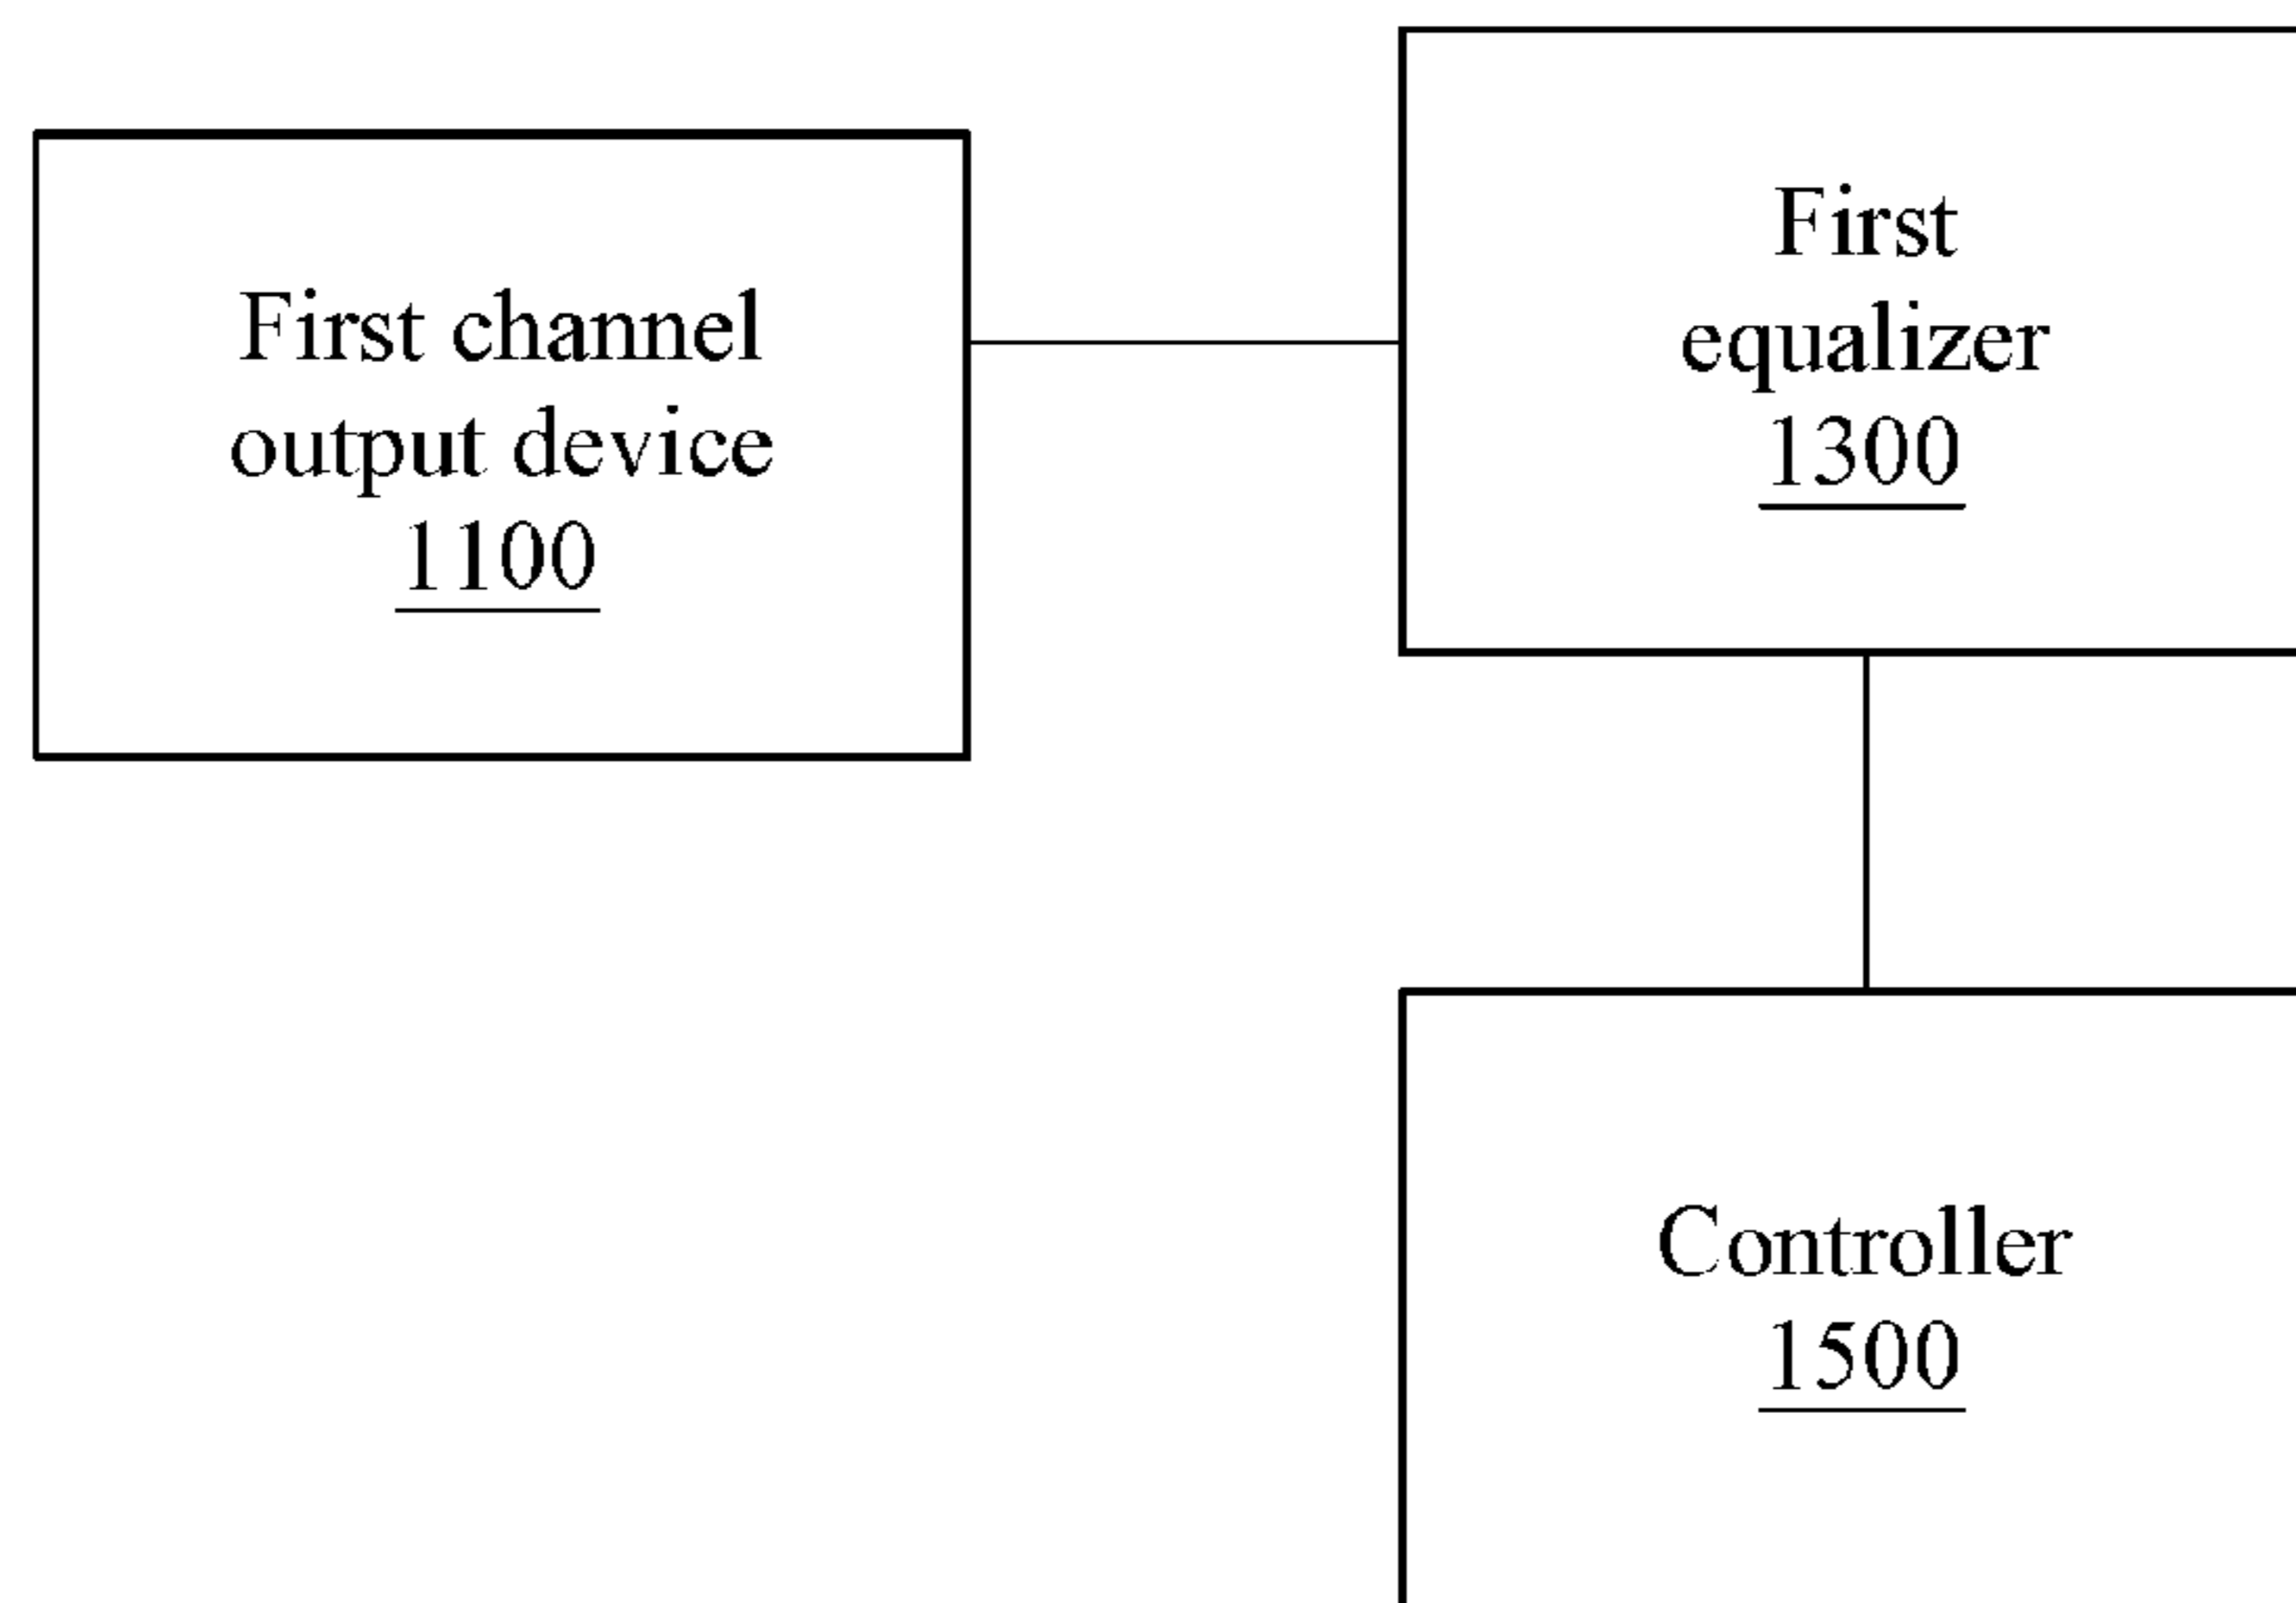 First channel
output device
1100
First
equalizer
1300
Controller
1500